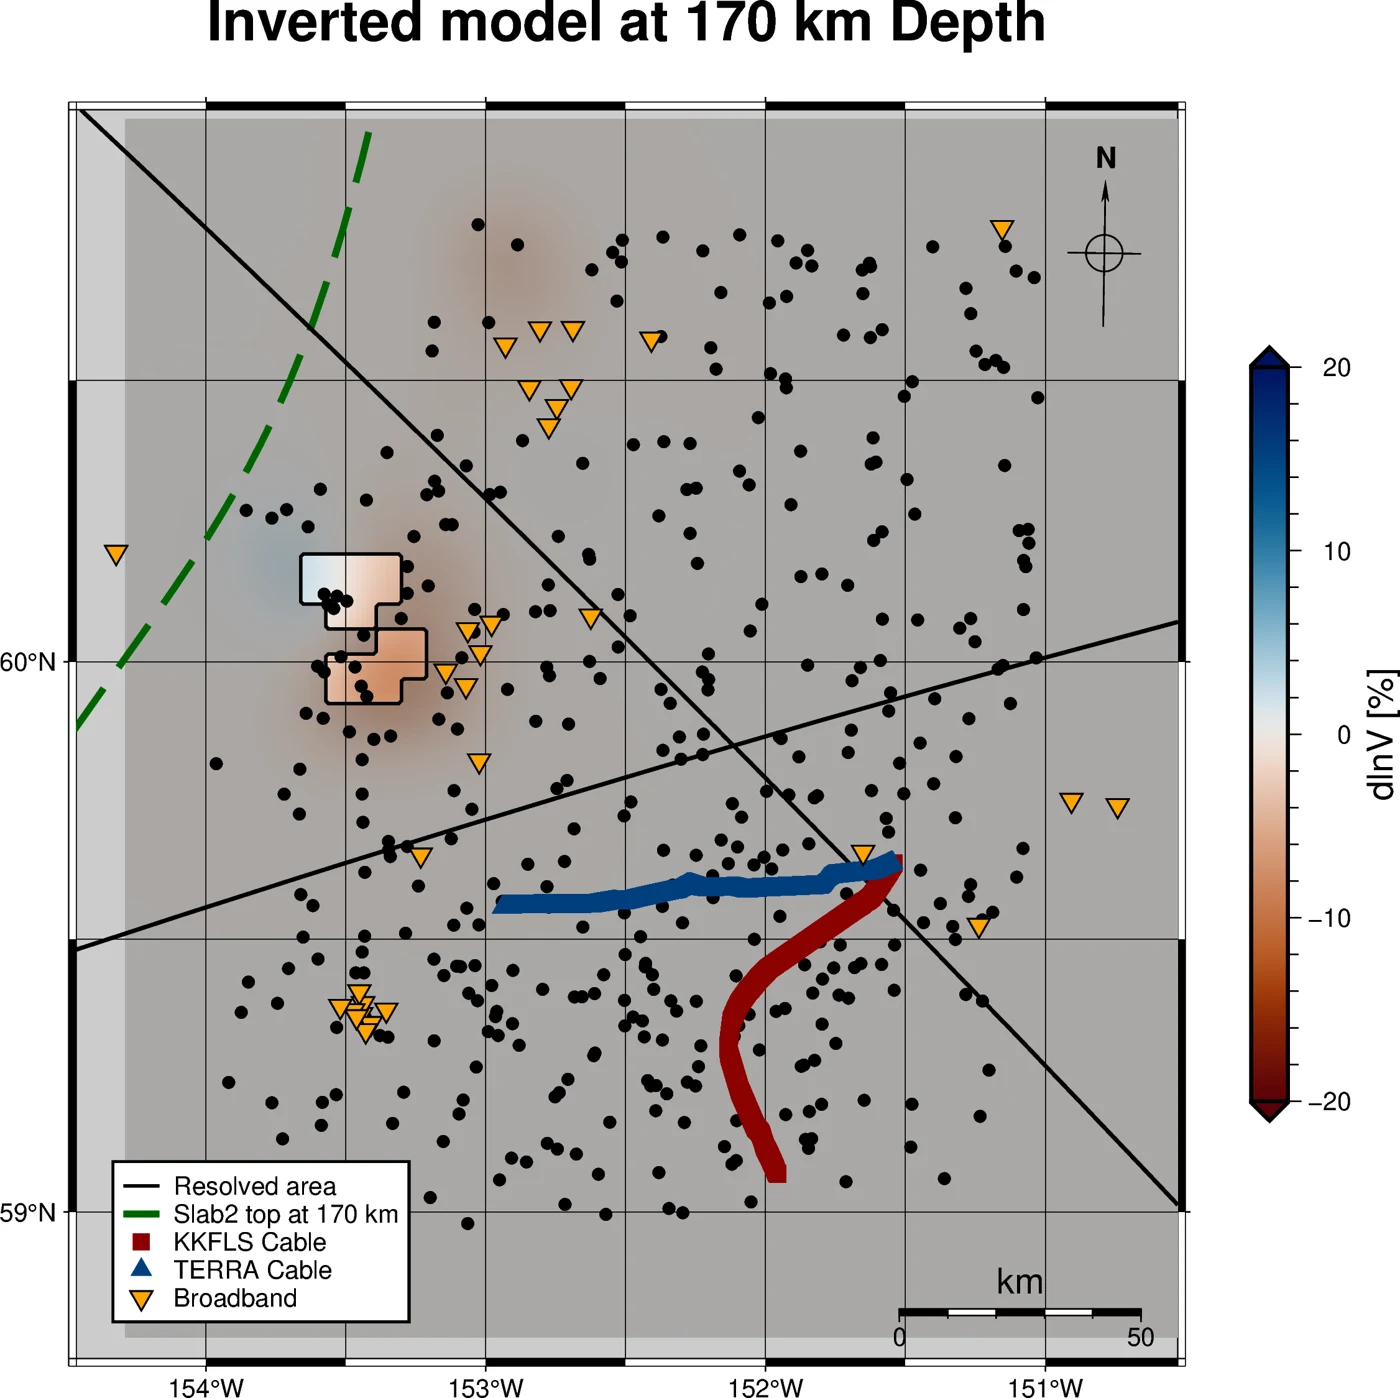 Inverted model at 170 km Depth
N
20
10
0
−10
−20
dlnV [%]
60°N
59°N
Resolved area
Slab2 top at 170 km
KKFLS Cable
TERRA Cable
Broadband
km
0 50
154°W 153°W 152°W 151°W